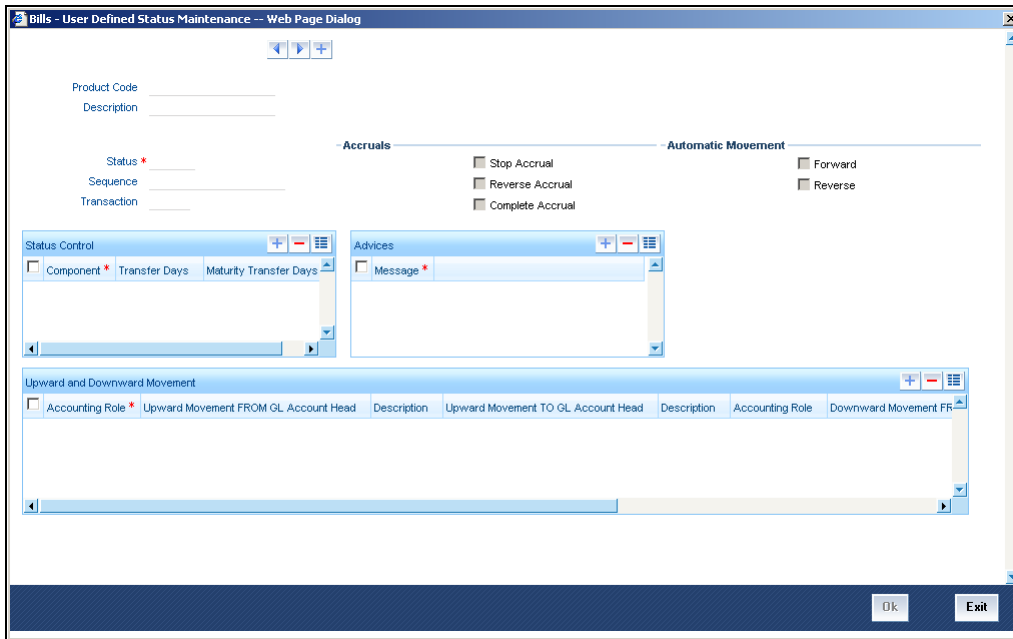 Bills - User Defined Status Maintenance -- Web Page Dialog
Product Code
Description
Accruals
Automatic Movement
Status *
Stop Accrual
Forward
Sequence
Reverse Accrual
Reverse
Transaction
Complete Accrual
Status Control
Component * Transfer Days Maturity Transfer Days
Advices
Message *
Upward and Downward Movement
Accounting Role * Upward Movement FROM GL Account Head Description Upward Movement TO GL Account Head Description Accounting Role Downward Movement FR
Ok
Exit